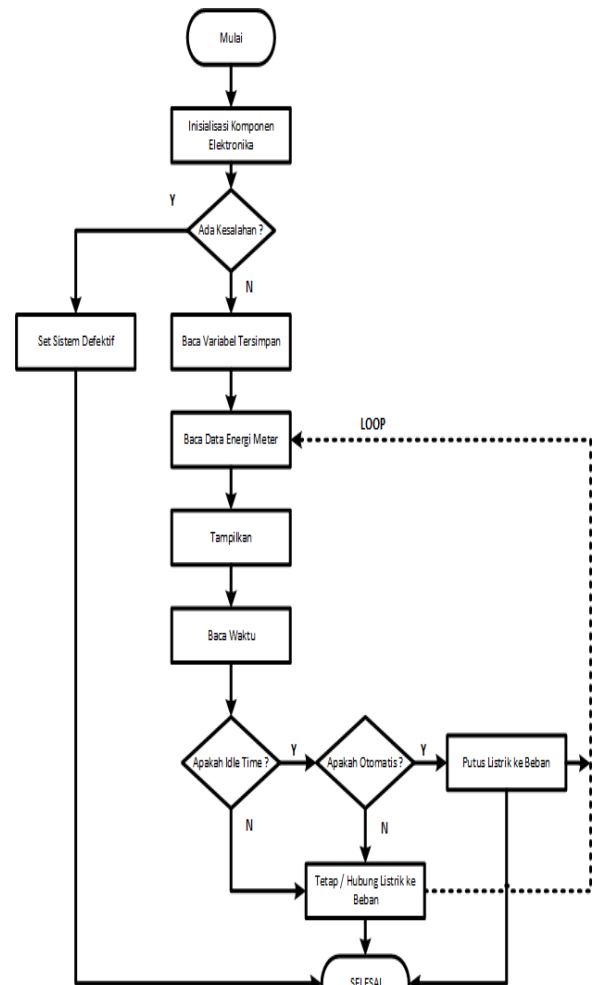 Mulai
Inisialisasi Komponen
Elektronika
Y
Ada Kesalahan ?
N
Set Sistem Defektif
Baca Variabel Tersimpan
LOOP
Baca Data Energi Meter
Tampilkan
Baca Waktu
Apakah Idle Time ?
Y
Apakah Otomatis ?
Y
Putus Listrik ke Beban
N
N
Tetap / Hubung Listrik ke
Beban
SELESAI